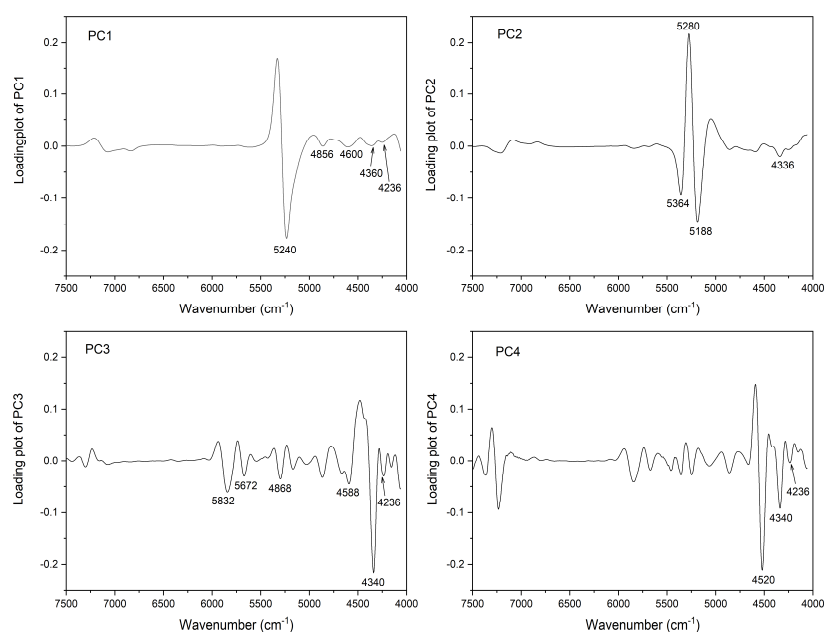 PC1
Loadingplot of PC1
0.2
0.1
0.0
-0.1
-0.2
4856
4600
4360
4236
5240
7500 7000 6500 6000 5500 5000 4500 4000
Wavenumber (cm⁻¹)
PC2
Loading plot of PC2
0.2
0.1
0.0
-0.1
-0.2
5280
4336
5364
5188
7500 7000 6500 6000 5500 5000 4500 4000
Wavenumber (cm⁻¹)
PC3
Loading plot of PC3
0.2
0.1
0.0
-0.1
-0.2
5832
5672
4868
4588
4236
4340
7500 7000 6500 6000 5500 5000 4500 4000
Wavenumber (cm⁻¹)
PC4
Loading plot of PC4
0.2
0.1
0.0
-0.1
-0.2
4236
4340
4520
7500 7000 6500 6000 5500 5000 4500 4000
Wavenumber (cm⁻¹)